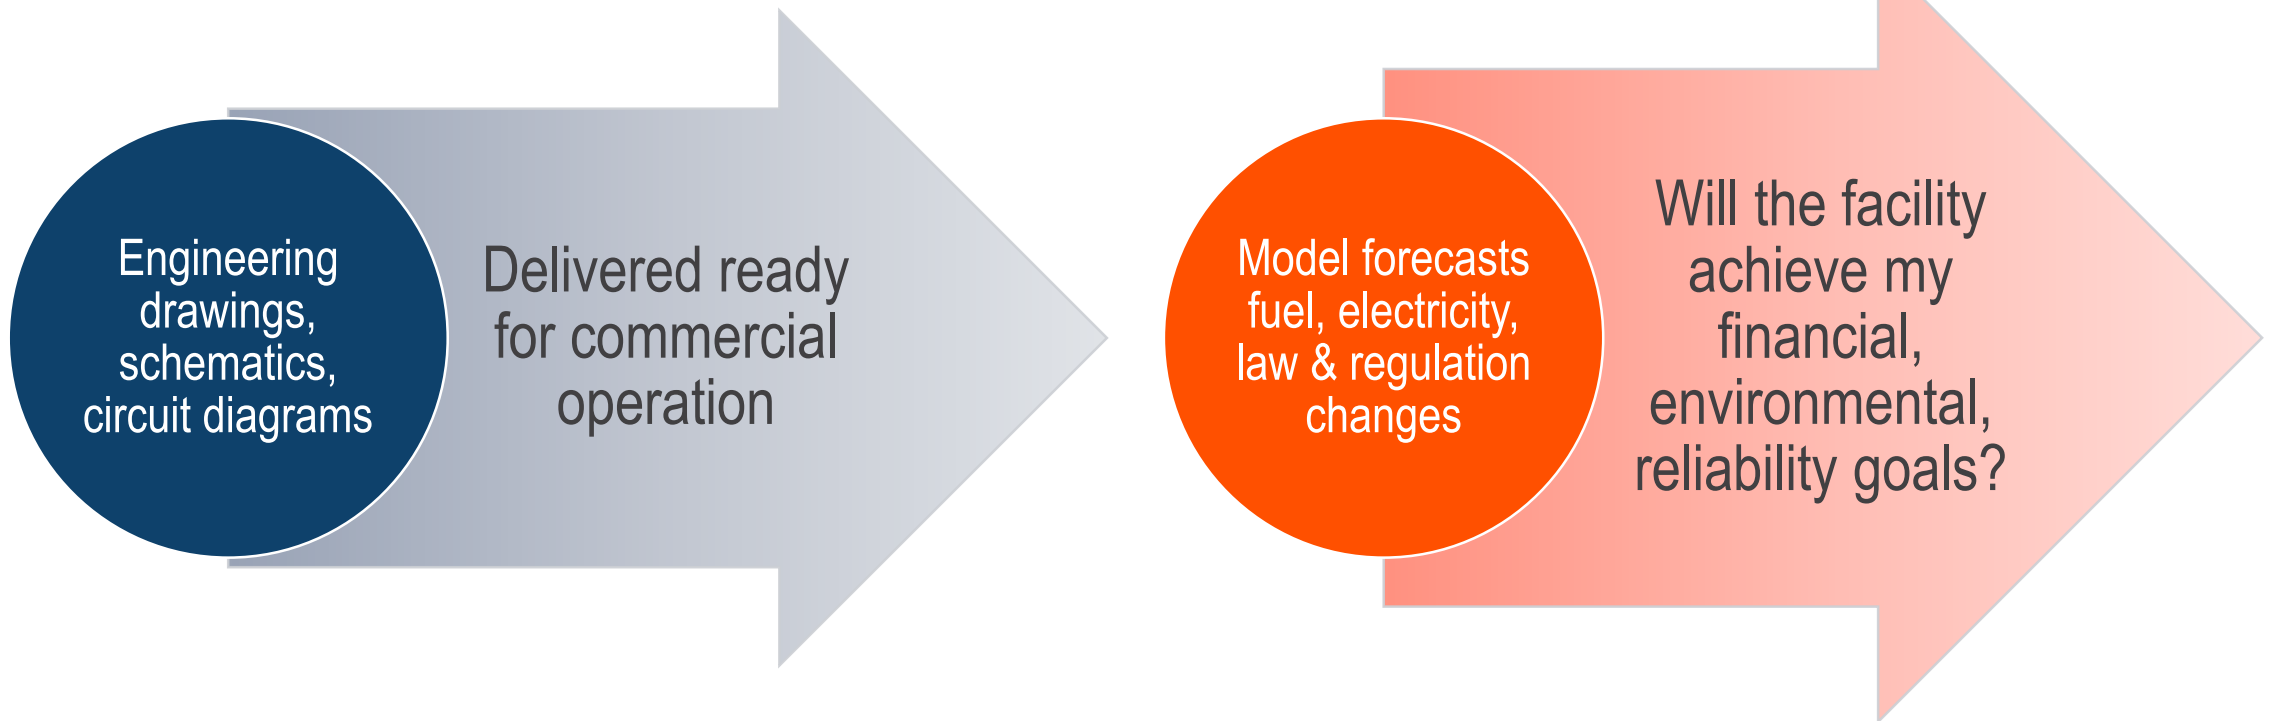 Engineering
drawings,
schematics,
circuit diagrams
Delivered ready
for commercial
operation
Model forecasts
fuel, electricity,
law & regulation
changes
Will the facility
achieve my
financial,
environmental,
reliability goals?